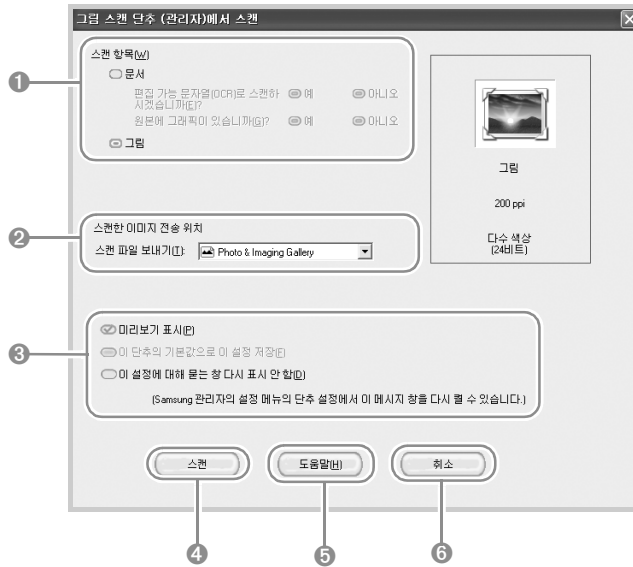 그림 스캔 단추 (관리자)에서 스캔
스캔 항목(W)
문서
편집 가능 문자열(OCR)로 스캔하 예 아니오
시겠습니까(E)?
원본에 그래픽이 있습니까(G)? 예 아니오
그림
그림
200 ppi
다수 색상
(24비트)
스캔한 이미지 전송 위치
스캔 파일 보내기(T): Photo & Imaging Gallery
미리보기 표시(P)
이 단추의 기본값으로 이 설정 저장(F)
이 설정에 대해 묻는 창 다시 표시 안 함(D)
(Samsung 관리자의 설정 메뉴의 단추 설정에서 이 메시지 창을 다시 켤 수 있습니다.)
스캔 도움말(H) 취소
1
2
3
4 5 6